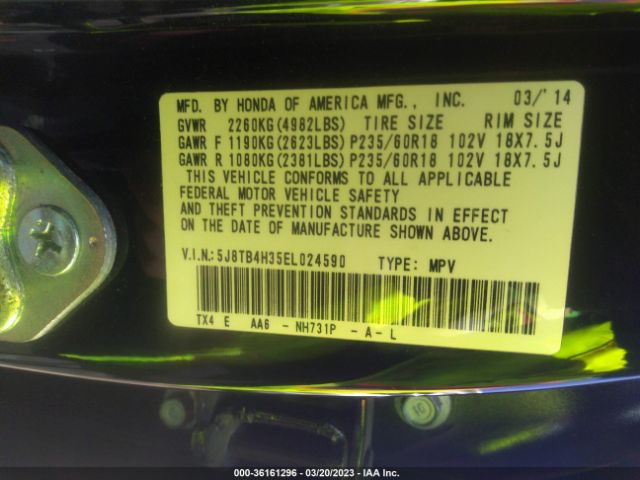 MFD. BY HONDA OF AMERICA MFG., INC. 03/'14
GVWR 2260KG(4982LBS) TIRE SIZE RIM SIZE
GAWR F 1190KG(2623LBS) P235/60R18 102V 18X7.5J
GAWR R 1080KG(2381LBS) P235/60R18 102V 18X7.5J
THIS VEHICLE CONFORMS TO ALL APPLICABLE
FEDERAL MOTOR VEHICLE SAFETY
AND THEFT PREVENTION STANDARDS IN EFFECT
ON THE DATE OF MANUFACTURE SHOWN ABOVE.
V.I.N:5J8TB4H35EL024590 TYPE: MPV
TX4 E AA6 - NH731P - A - L
000-36161296 - 03/20/2023 - IAA Inc.